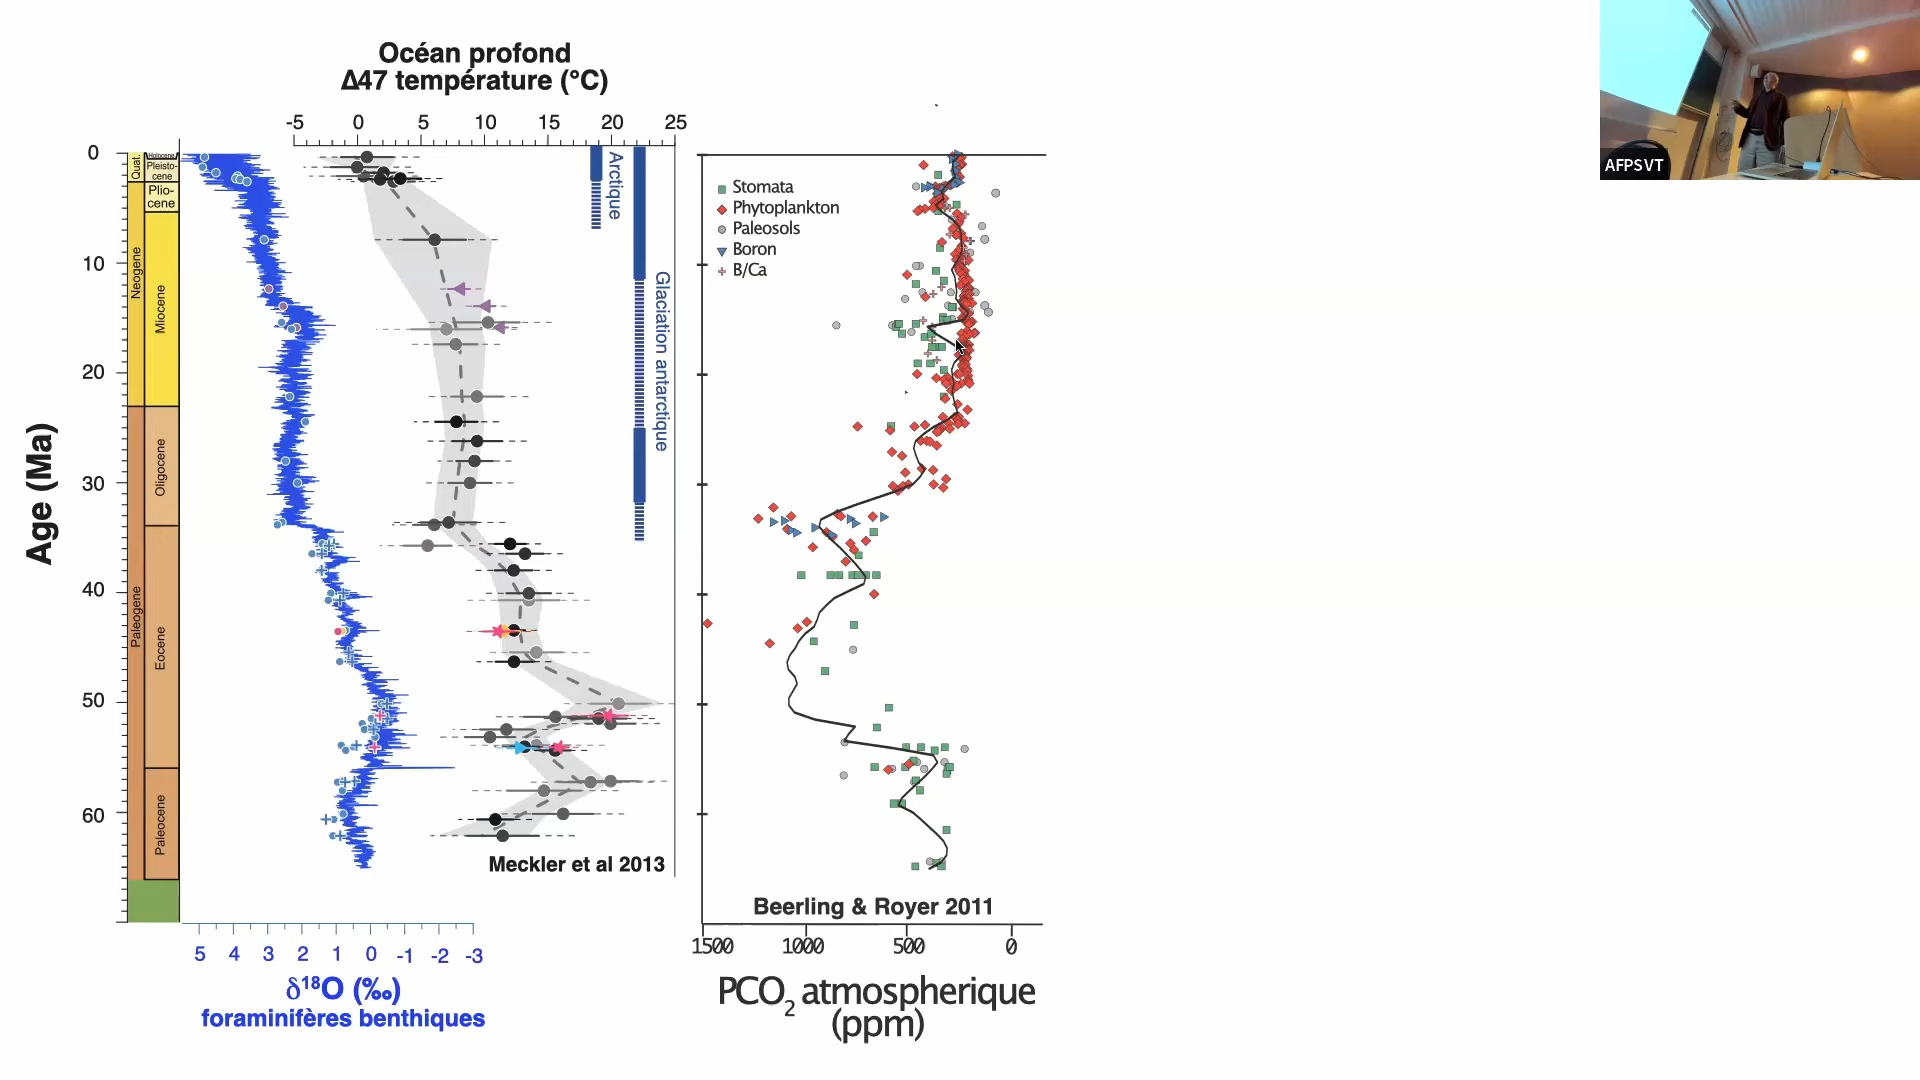 Océan profond
Δ47 température (°C)
-5 0 5 10 15 20 25
0
10
20
30
40
50
60
Age (Ma)
Quat.
Neogene
Paleogene
Holocene
Pleisto-
cene
Plio-
cene
Miocene
Oligocene
Eocene
Paleocene
Arctique
Glaciation antarctique
Meckler et al 2013
5 4 3 2 1 0 -1 -2 -3
δ18O (‰)
foraminifères benthiques
Stomata
Phytoplankton
Paleosols
Boron
B/Ca
Beerling & Royer 2011
1500 1000 500 0
PCO2 atmospherique
(ppm)
AFPSVT